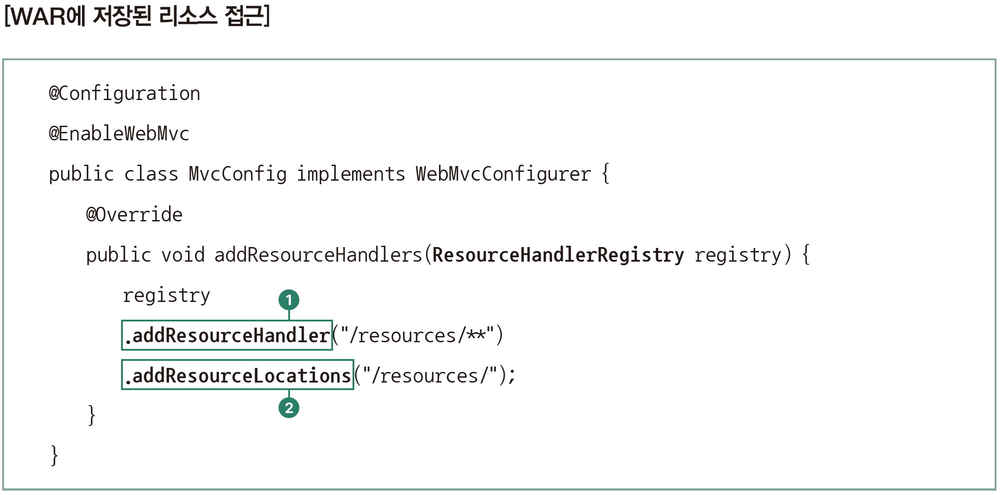 [WAR에 저장된 리소스 접근]
@Configuration
@EnableWebMvc
public class MvcConfig implements WebMvcConfigurer {
@Override
public void addResourceHandlers(ResourceHandlerRegistry registry) {
registry
1
.addResourceHandler("/resources/**")
.addResourceLocations("/resources/");
2
}
}